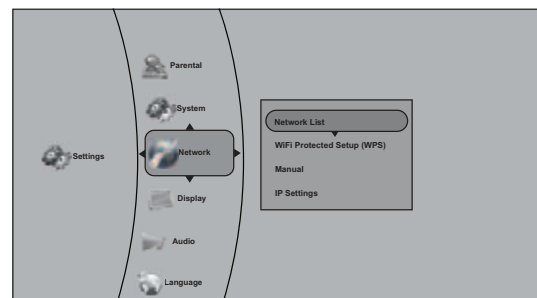 Settings
Parental
System
Network
Display
Audio
Language
Network List
WiFi Protected Setup (WPS)
Manual
IP Settings